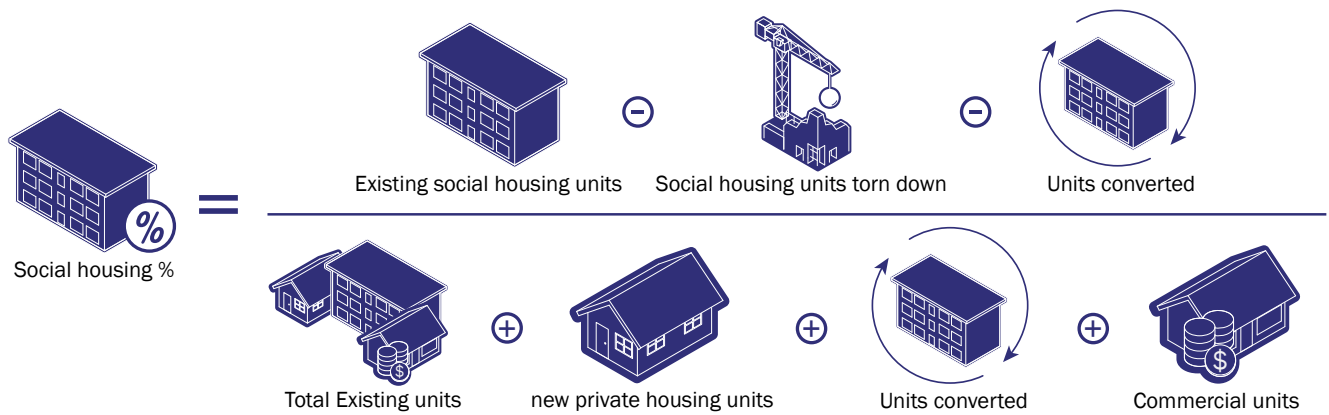 Existing social housing units
Social housing units torn down
Units converted
%
Social housing %
=
$
$
Total Existing units
new private housing units
Units converted
Commercial units